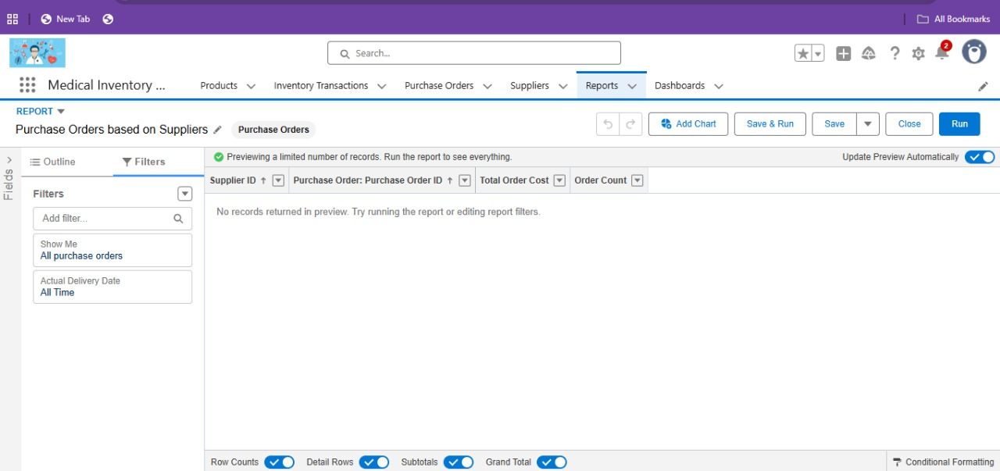 New Tab
All Bookmarks
Search...
2
Medical Inventory ...
Products
Inventory Transactions
Purchase Orders
Suppliers
Reports
Dashboards
REPORT
Purchase Orders based on Suppliers
Purchase Orders
Add Chart
Save & Run
Save
Close
Run
Fields
Outline
Filters
Previewing a limited number of records. Run the report to see everything.
Update Preview Automatically
Filters
Add filter...
Show Me
All purchase orders
Actual Delivery Date
All Time
Supplier ID ↑
Purchase Order: Purchase Order ID ↑
Total Order Cost
Order Count
No records returned in preview. Try running the report or editing report filters.
Row Counts
Detail Rows
Subtotals
Grand Total
Conditional Formatting